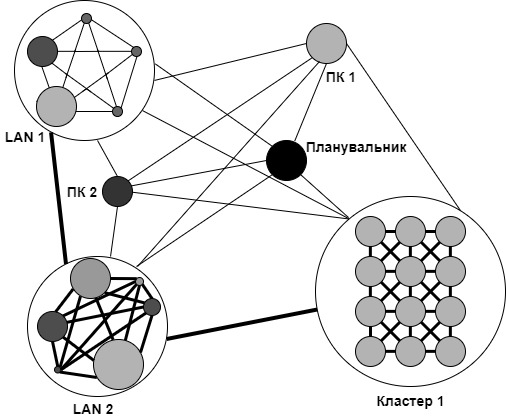 ПК 1
LAN 1
Планувальник
ПК 2
Кластер 1
LAN 2